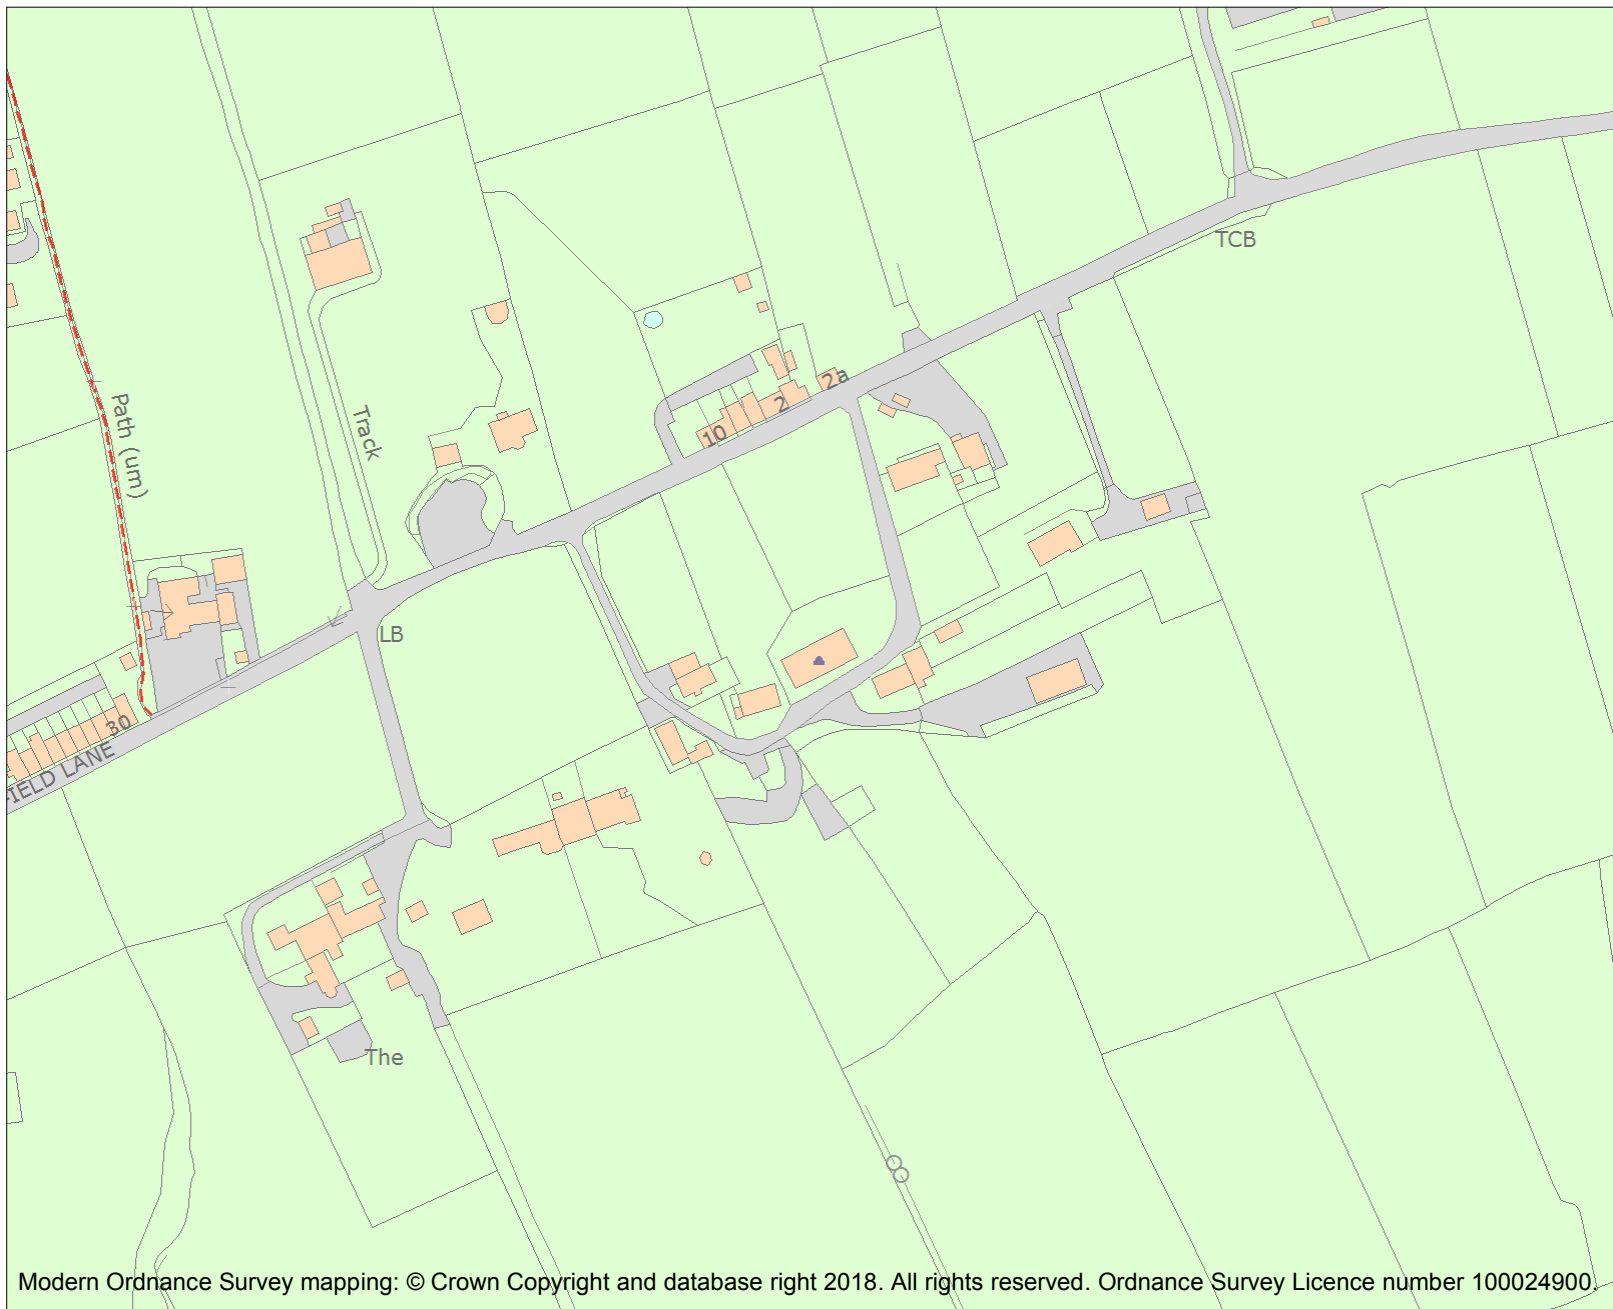 TCB
2a
2
10
Track
Path (um)
LB
30
FIELD LANE
The
Modern Ordnance Survey mapping: © Crown Copyright and database right 2018. All rights reserved. Ordnance Survey Licence number 100024900.